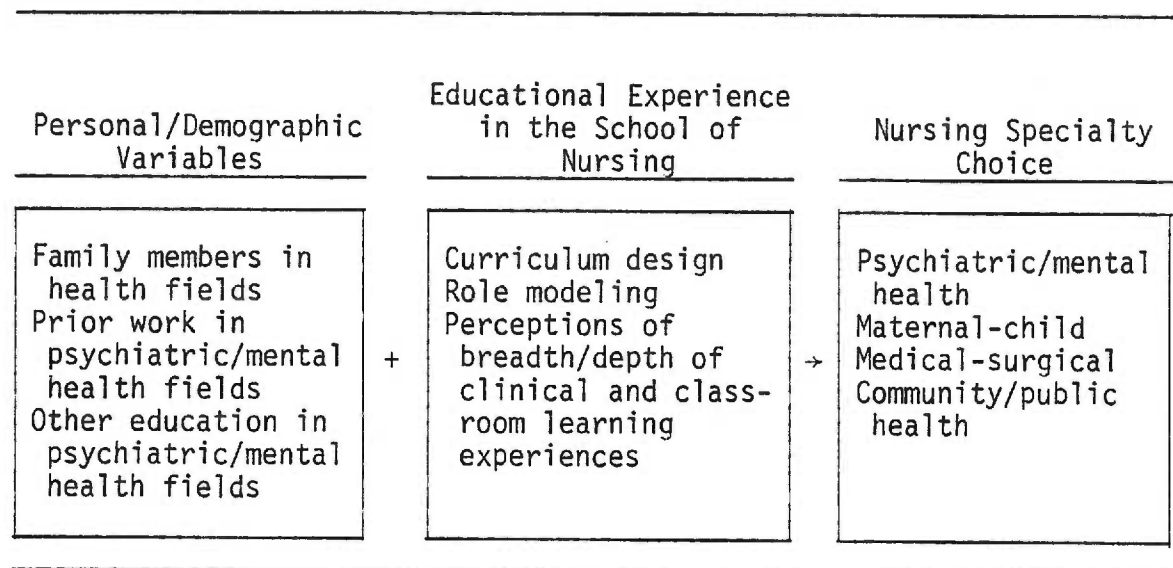 Personal/Demographic
Variables
Educational Experience
in the School of
Nursing
Nursing Specialty
Choice
Family members in
health fields
Prior work in
psychiatric/mental
health fields
Other education in
psychiatric/mental
health fields
+
Curriculum design
Role modeling
Perceptions of
breadth/depth of
clinical and class-
room learning
experiences
→
Psychiatric/mental
health
Maternal-child
Medical-surgical
Community/public
health